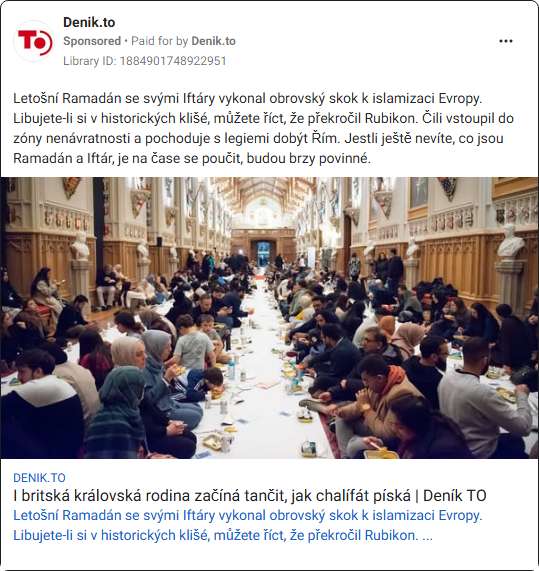 Denik.to
Sponsored • Paid for by Denik.to
Library ID: 1884901748922951
TO
Letošní Ramadán se svými Iftáry vykonal obrovský skok k islamizaci Evropy.
Libujete-li si v historických klišé, můžete říct, že překročil Rubikon. Čili vstoupil do
zóny nenávratnosti a pochoduje s legiemi dobýt Řím. Jestli ještě nevíte, co jsou
Ramadán a Iftár, je na čase se poučit, budou brzy povinné.
DENIK.TO
I britská královská rodina začíná tančit, jak chalífát píská | Deník TO
Letošní Ramadán se svými Iftáry vykonal obrovský skok k islamizaci Evropy.
Libujete-li si v historických klišé, můžete říct, že překročil Rubikon. ...